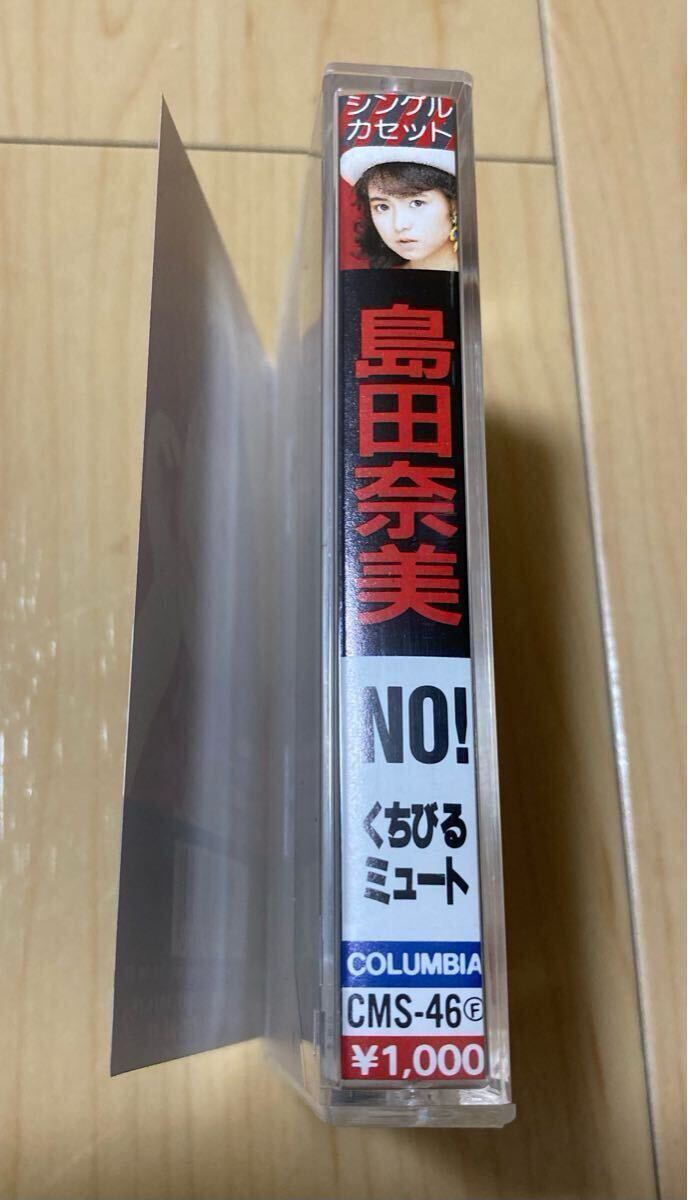 シングル
カセット
島田奈美
NO!
くちびる
ミュート
COLUMBIA
CMS-46Ⓕ
¥1,000